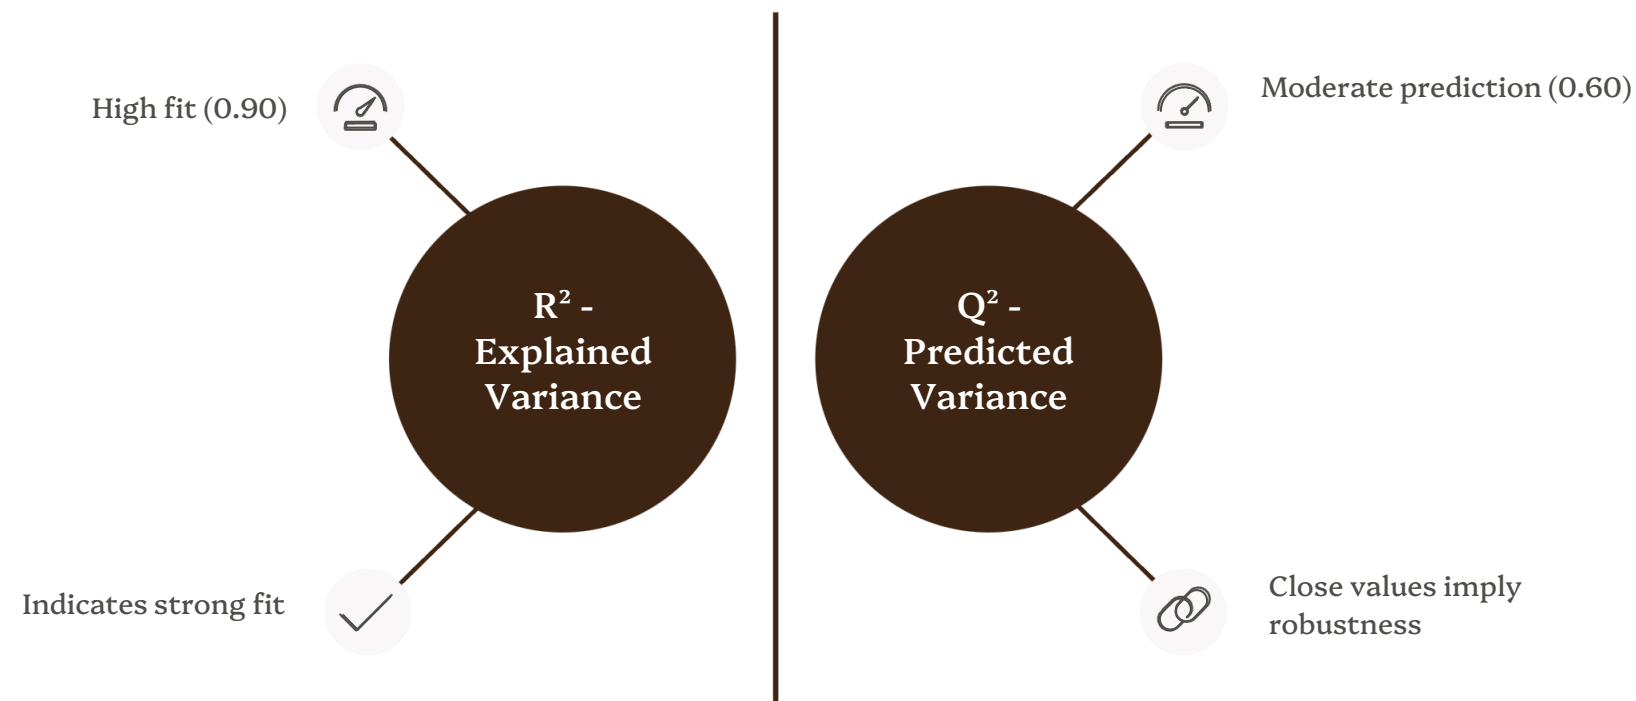 High fit (0.90)
R² -
Explained
Variance
Indicates strong fit
Moderate prediction (0.60)
Q² -
Predicted
Variance
Close values imply
robustness